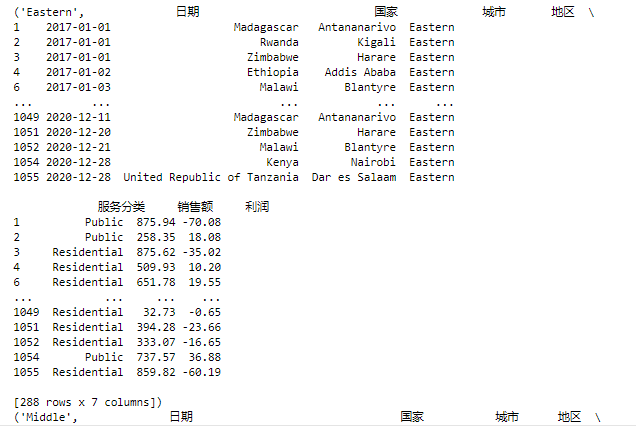 ('Eastern', 日期 国家 城市 地区 \
1 2017-01-01 Madagascar Antananarivo Eastern
2 2017-01-01 Rwanda Kigali Eastern
3 2017-01-01 Zimbabwe Harare Eastern
4 2017-01-02 Ethiopia Addis Ababa Eastern
6 2017-01-03 Malawi Blantyre Eastern
... ... ... ... ...
1049 2020-12-11 Madagascar Antananarivo Eastern
1051 2020-12-20 Zimbabwe Harare Eastern
1052 2020-12-21 Malawi Blantyre Eastern
1054 2020-12-28 Kenya Nairobi Eastern
1055 2020-12-28 United Republic of Tanzania Dar es Salaam Eastern
服务分类 销售额 利润
1 Public 875.94 -70.08
2 Public 258.35 18.08
3 Residential 875.62 -35.02
4 Residential 509.93 10.20
6 Residential 651.78 19.55
... ... ... ...
1049 Residential 32.73 -0.65
1051 Residential 394.28 -23.66
1052 Residential 333.07 -16.65
1054 Public 737.57 36.88
1055 Residential 859.82 -60.19
[288 rows x 7 columns])
('Middle', 日期 国家 城市 地区 \